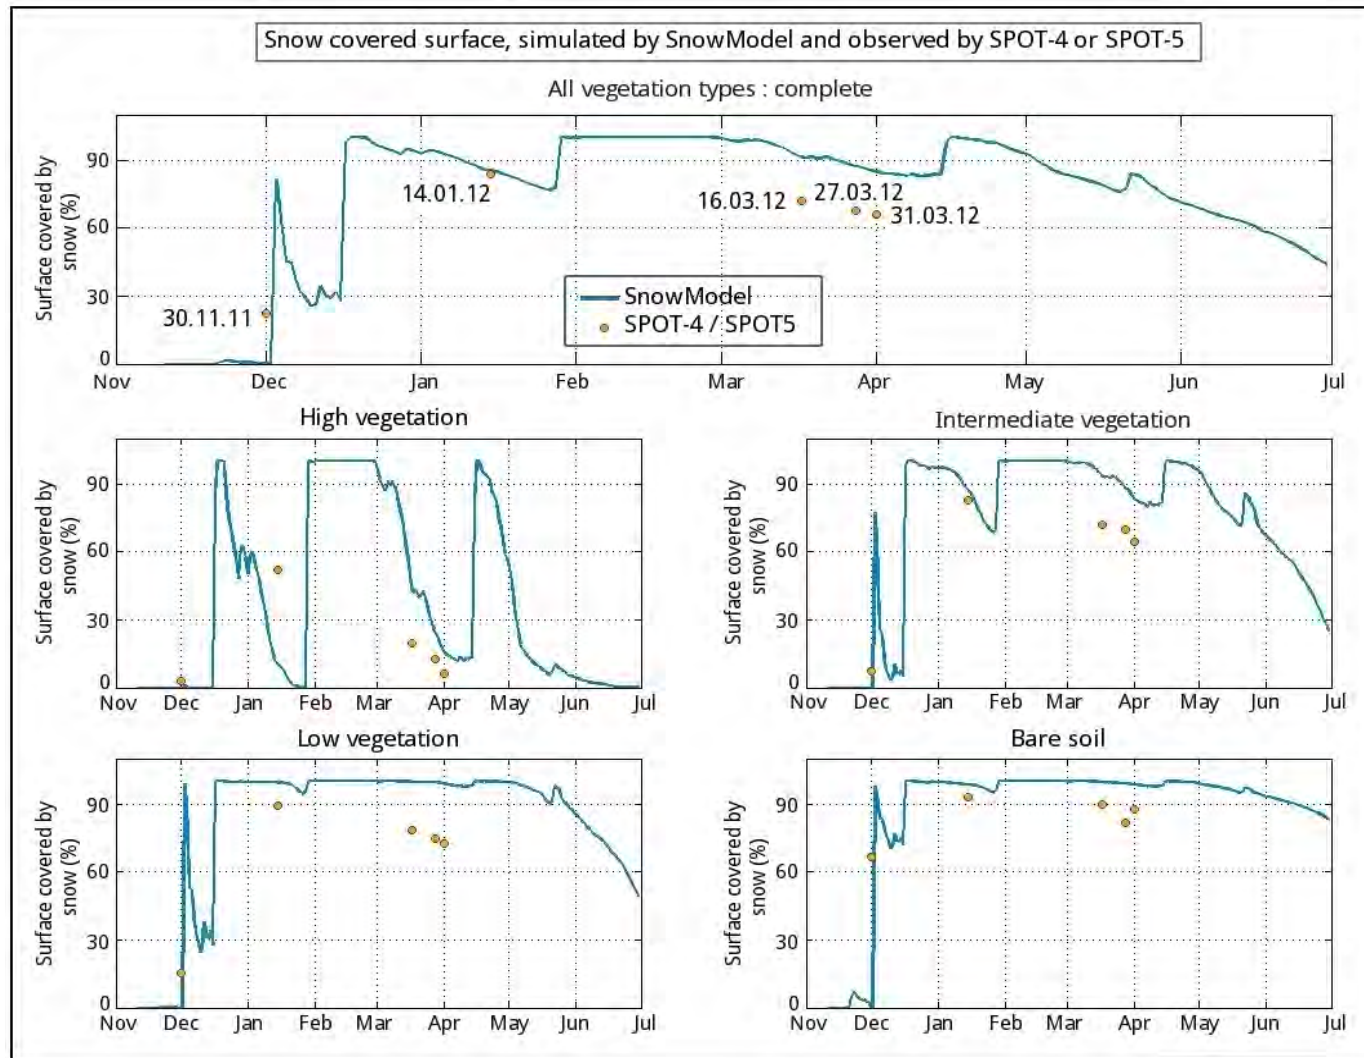 Snow covered surface, simulated by SnowModel and observed by SPOT-4 or SPOT-5
All vegetation types : complete
Surface covered by
snow (%)
90
60
30
0
14.01.12
16.03.12
27.03.12
31.03.12
30.11.11
SnowModel
SPOT-4 / SPOT5
Nov Dec Jan Feb Mar Apr May Jun Jul
High vegetation
Surface covered by
snow (%)
90
60
30
0
Nov Dec Jan Feb Mar Apr May Jun Jul
Intermediate vegetation
Surface covered by
snow (%)
90
60
30
0
Nov Dec Jan Feb Mar Apr May Jun Jul
Low vegetation
Surface covered by
snow (%)
90
60
30
0
Nov Dec Jan Feb Mar Apr May Jun Jul
Bare soil
Surface covered by
snow (%)
90
60
30
0
Nov Dec Jan Feb Mar Apr May Jun Jul